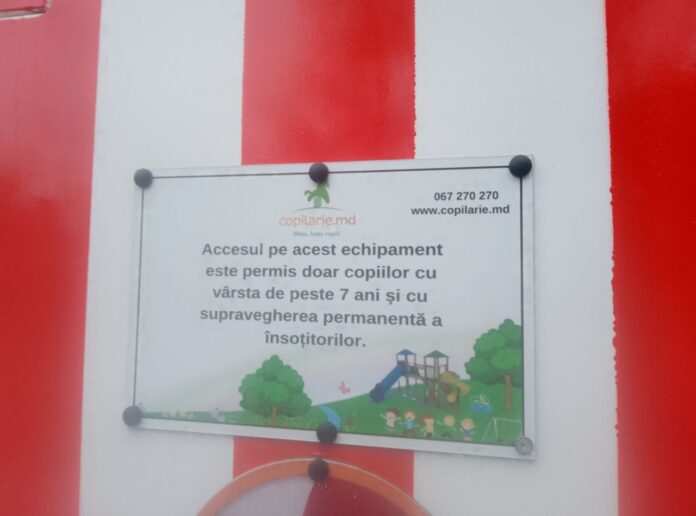 copilarie.md
067 270 270
www.copilarie.md
Accesul pe acest echipament
este permis doar copiilor cu
vârsta de peste 7 ani și cu
supravegherea permanentă a
însoțitorilor.